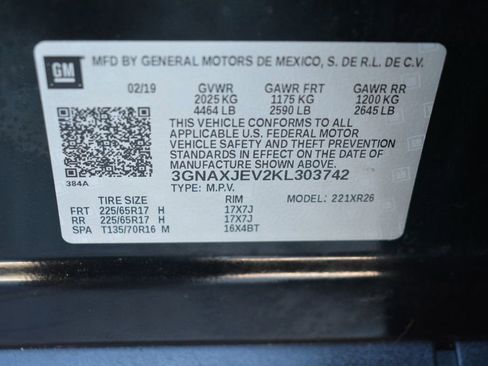 GM
MFD BY GENERAL MOTORS DE MEXICO, S. DE R.L. DE C.V.
02/19 GVWR GAWR FRT GAWR RR
2025 KG 1175 KG 1200 KG
4464 LB 2590 LB 2645 LB
THIS VEHICLE CONFORMS TO ALL
APPLICABLE U.S. FEDERAL MOTOR
VEHICLE SAFETY, BUMPER, AND THEFT
PREVENTION STANDARDS
IN EFFECT ON THE DATE OF
MANUFACTURE SHOWN ABOVE.
384A
3GNAXJEV2KL303742
TYPE: M.P.V. MODEL: 221XR26
TIRE SIZE RIM
FRT 225/65R17 H 17X7J
RR 225/65R17 H 17X7J
SPA T135/70R16 M 16X4BT